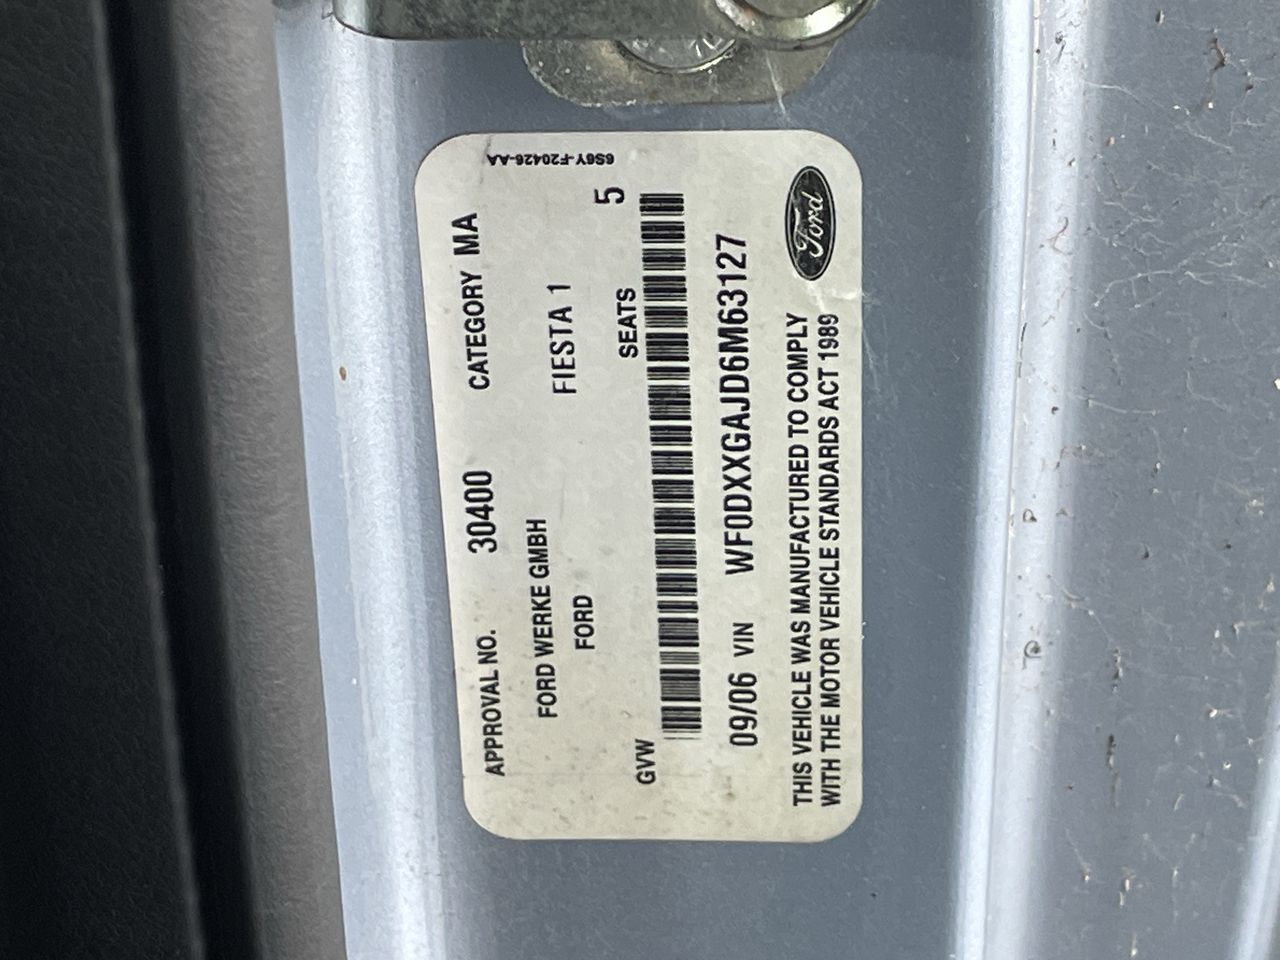 6S6Y-F20426-AA
APPROVAL NO. 30400 CATEGORY MA
FORD WERKE GMBH
FORD FIESTA 1
GVW SEATS 5
09/06 VIN WF0DXXGAJD6M63127
THIS VEHICLE WAS MANUFACTURED TO COMPLY
WITH THE MOTOR VEHICLE STANDARDS ACT 1989
Ford